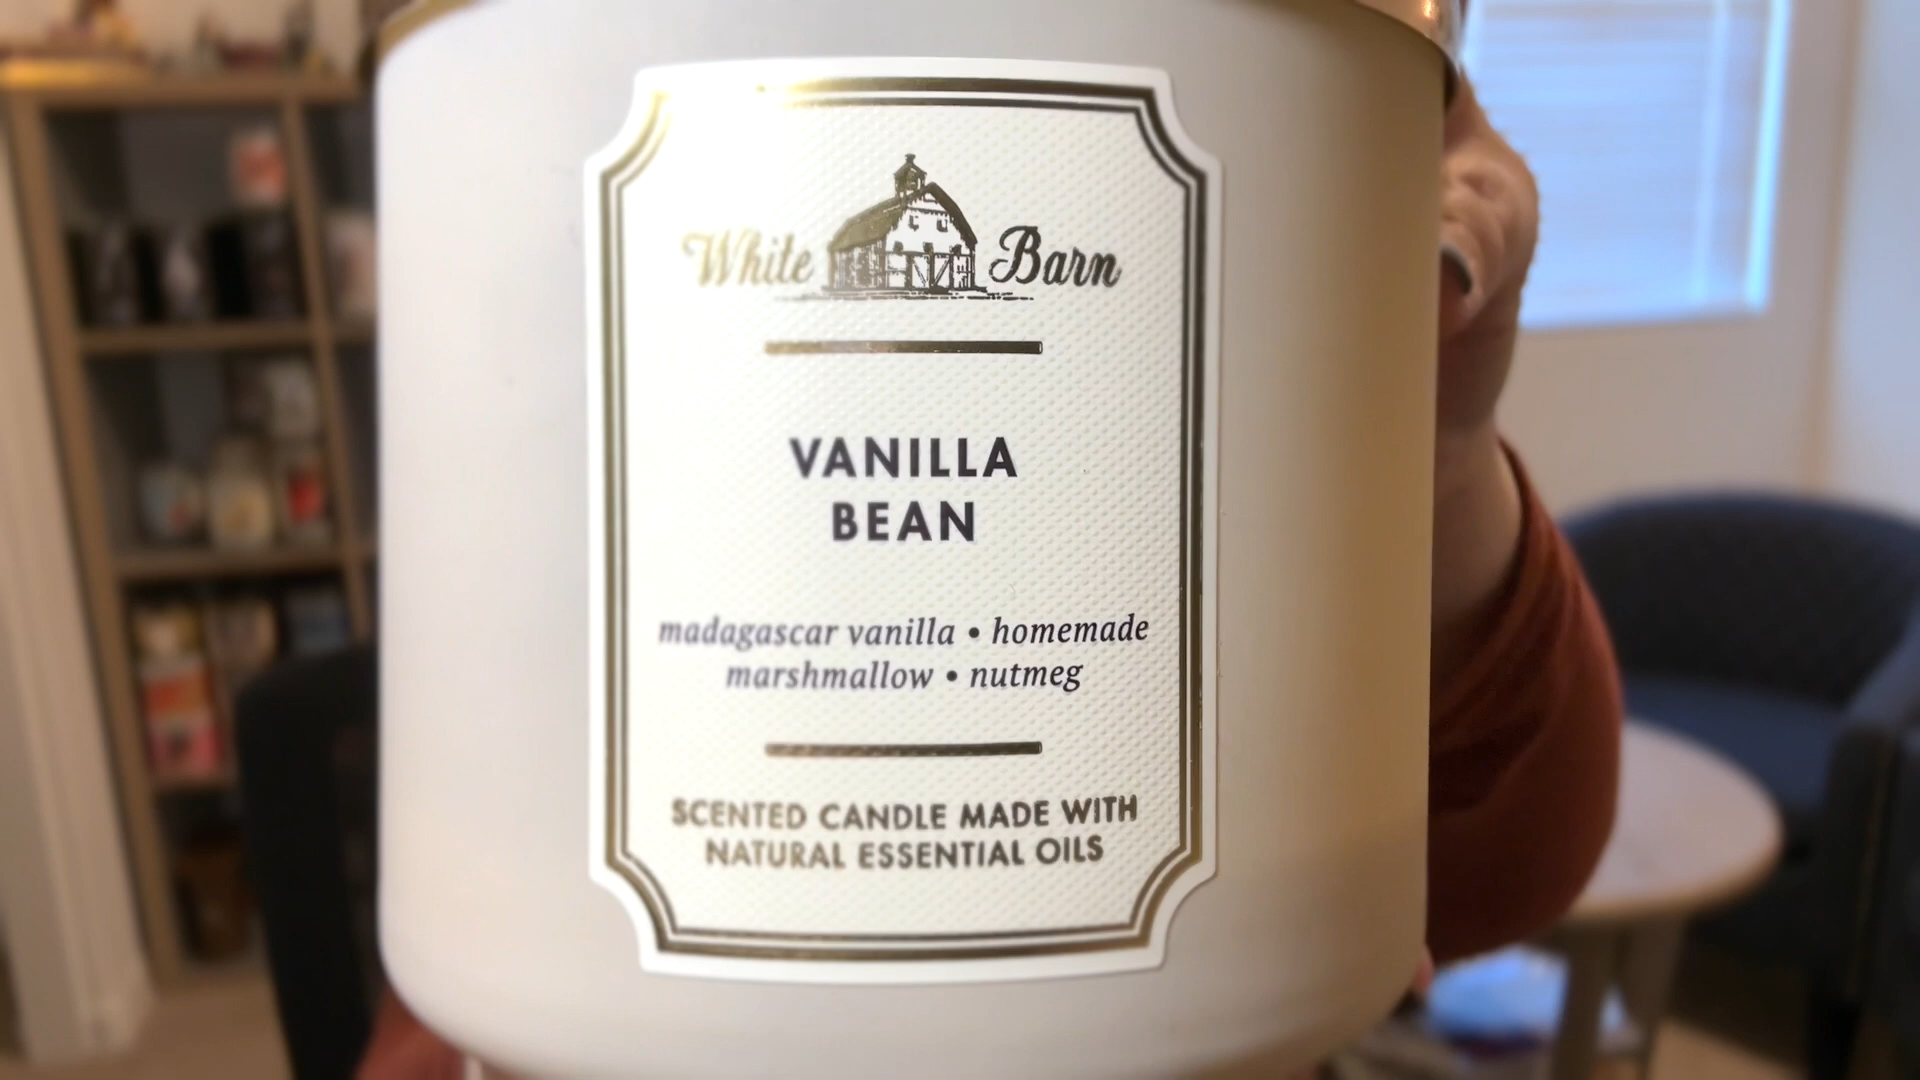 White Barn
VANILLA
BEAN
madagascar vanilla • homemade
marshmallow • nutmeg
SCENTED CANDLE MADE WITH
NATURAL ESSENTIAL OILS